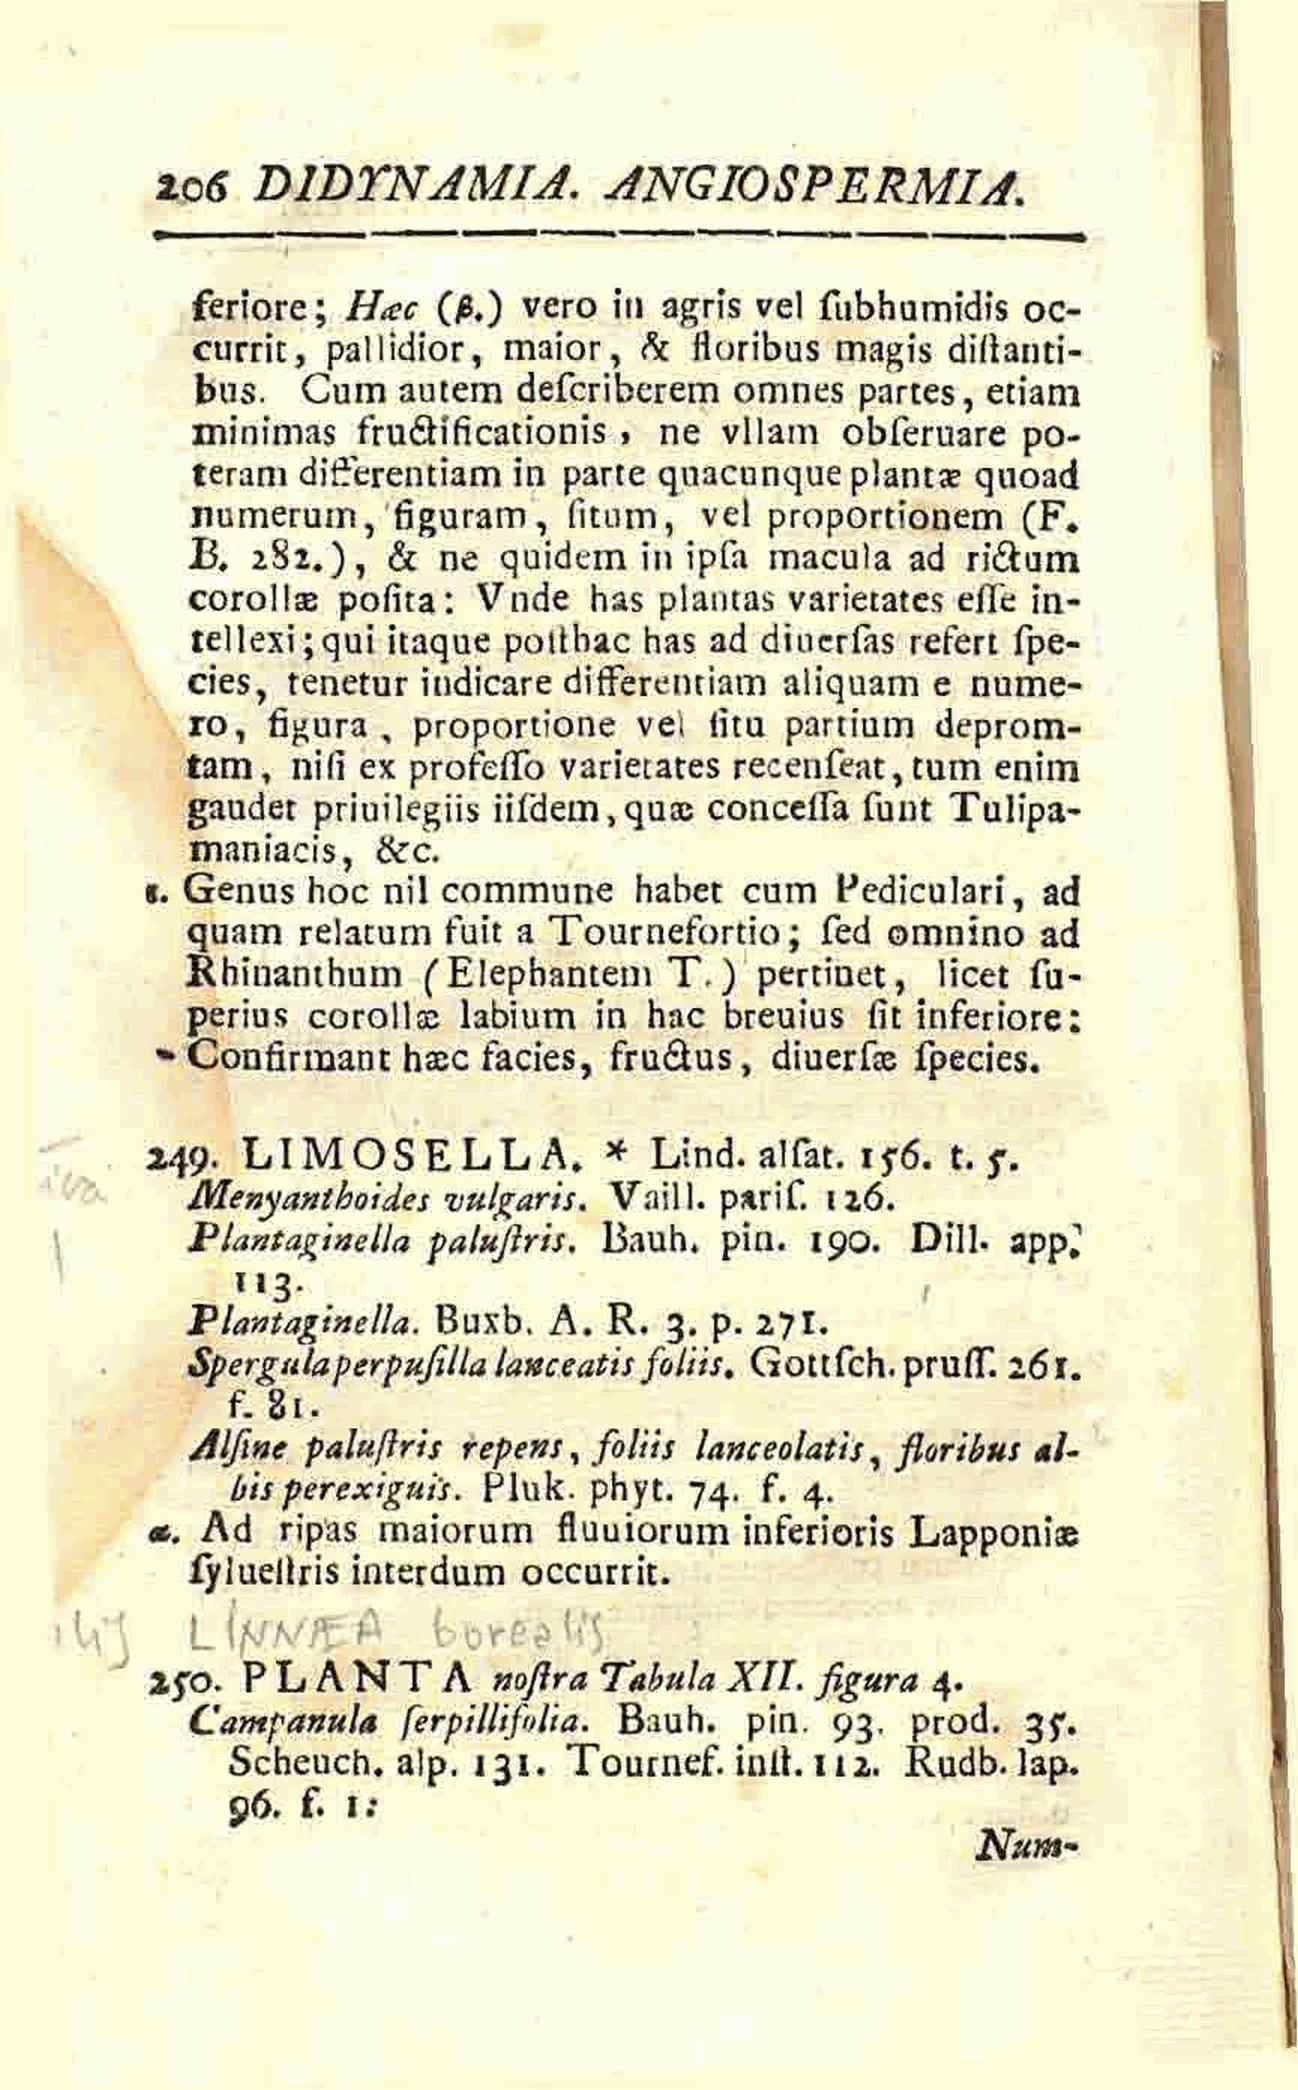 206 DIDYNAMIA. ANGIOSPERMIA.
feriore; Hæc (β.) vero in agris vel ſubhumidis oc-
currit, pallidior, maior, & floribus magis diſtanti-
bus. Cum autem deſcriberem omnes partes, etiam
minimas fructificationis, ne vllam obſeruare po-
teram differentiam in parte quacunque plantæ quoad
numerum, figuram, ſitum, vel proportionem (F.
B. 282.), & ne quidem in ipſa macula ad rictum
corollæ poſita: Vnde has plantas varietates eſſe in-
tellexi; qui itaque poſthac has ad diuerſas refert ſpe-
cies, tenetur indicare differentiam aliquam e nume-
ro, figura, proportione vel ſitu partium deprom-
tam, niſi ex profeſſo varietates recenſeat, tum enim
gaudet priuilegiis iiſdem, quæ conceſſa ſunt Tulipa-
maniacis, &c.
Genus hoc nil commune habet cum Pediculari, ad
quam relatum fuit a Tournefortio; ſed omnino ad
Rhinanthum (Elephantem T.) pertinet, licet ſu-
perius corollæ labium in hac breuius ſit inferiore:
Confirmant hæc facies, fructus, diuerſæ ſpecies.
249. LIMOSELLA. * Lind. alſat. 156. t. 5.
Menyanthoides vulgaris. Vaill. pariſ. 126.
Plantaginella paluſtris. Bauh. pin. 190. Dill. app.
113.
Plantaginella. Buxb. A. R. 3. p. 271.
Spergula perpuſilla lanceatis foliis. Gottſch. pruſſ. 261.
f. 81.
Alſine paluſtris repens, foliis lanceolatis, floribus al-
bis perexiguis. Pluk. phyt. 74. f. 4.
α. Ad ripas maiorum fluuiorum inferioris Lapponiæ
ſylueſtris interdum occurrit.
LINNÆA borealis
250. PLANTA noſtra Tabula XII. figura 4.
Campanula ſerpillifolia. Bauh. pin. 93. prod. 35.
Scheuch. alp. 131. Tournef. inſt. 112. Rudb. lap.
96. f. 1:
Num-